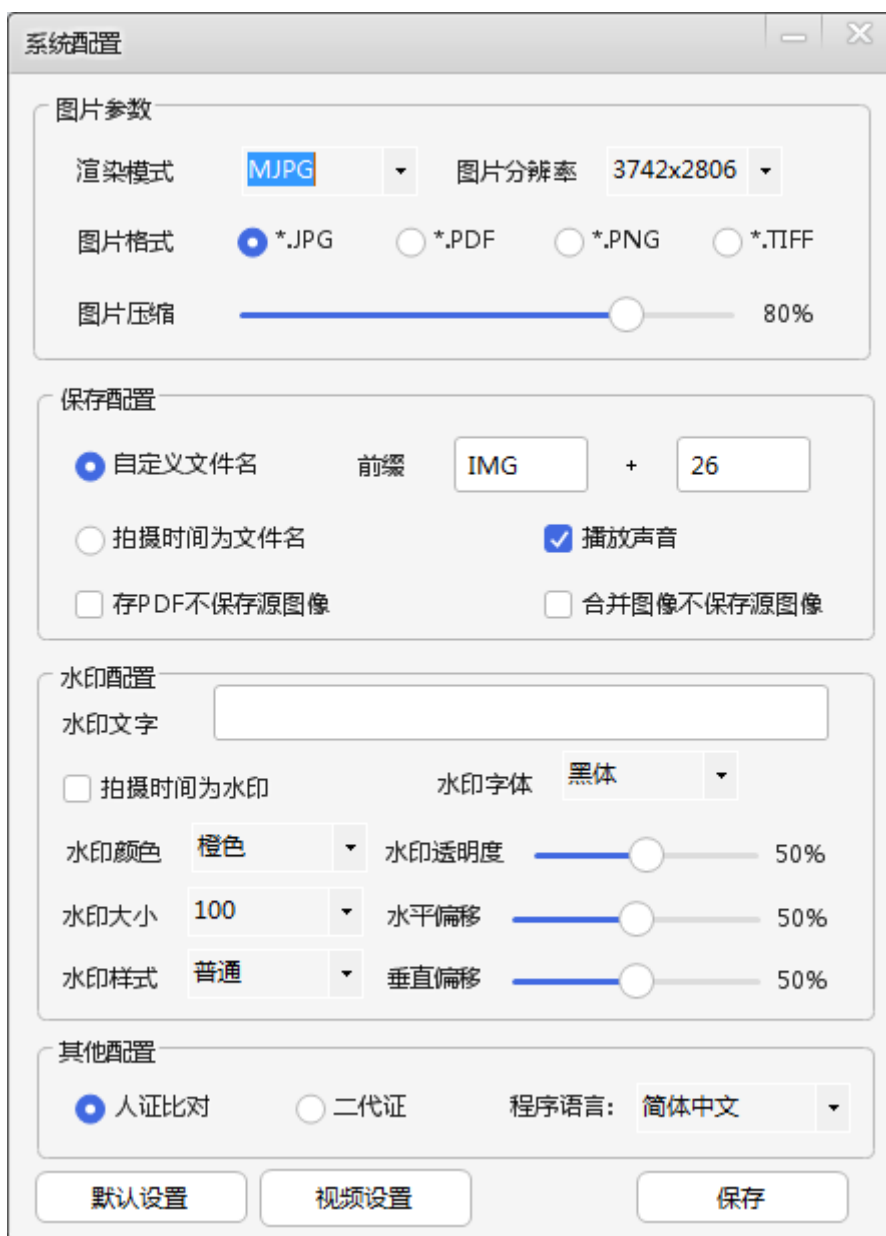 系统配置
图片参数
渲染模式 MJPG 图片分辨率 3742x2806
图片格式 *.JPG *.PDF *.PNG *.TIFF
图片压缩 80%
保存配置
自定义文件名 前缀 IMG + 26
拍摄时间为文件名 播放声音
存PDF不保存源图像 合并图像不保存源图像
水印配置
水印文字
拍摄时间为水印 水印字体 黑体
水印颜色 橙色 水印透明度 50%
水印大小 100 水平偏移 50%
水印样式 普通 垂直偏移 50%
其他配置
人证比对 二代证 程序语言: 简体中文
默认设置 视频设置 保存